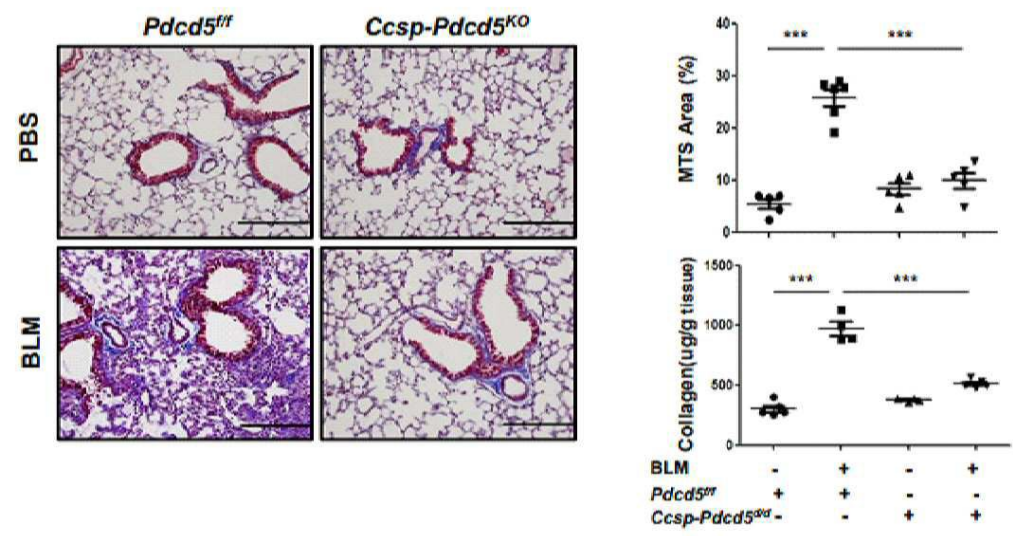 Pdcd5f/f Ccsp-Pdcd5KO
PBS
BLM
MTS Area (%)
40
30
20
10
0
*** ***
Collagen(ug/g tissue)
1500
1000
500
0
*** ***
BLM - + - +
Pdcd5f/f + + - -
Ccsp-Pdcd5d/d - - + +